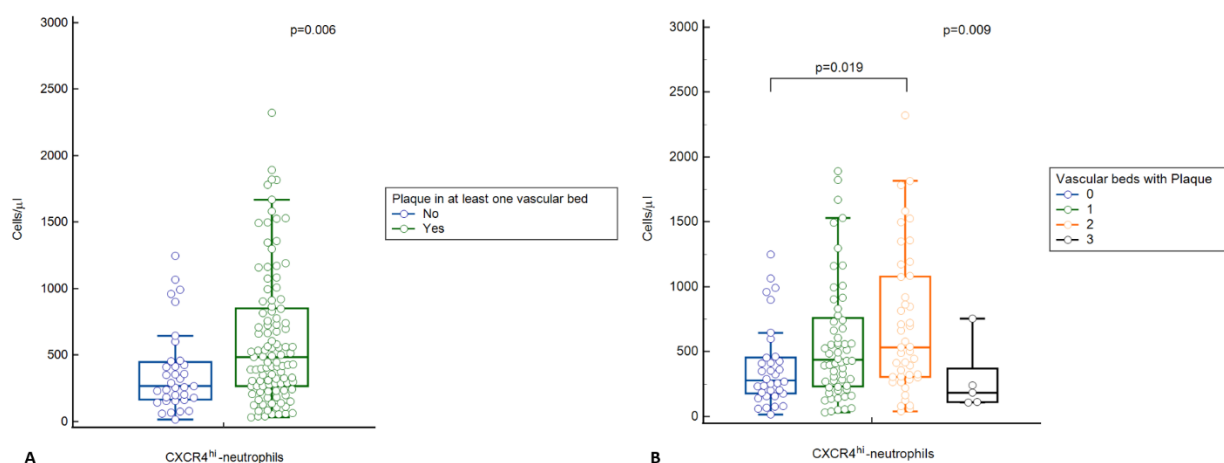 p=0.006
3000
2500
2000
1500
1000
500
0
Cells/μl
Plaque in at least one vascular bed
No
Yes
CXCR4hi-neutrophils
A
p=0.009
p=0.019
3000
2500
2000
1500
1000
500
0
Cells/μl
Vascular beds with Plaque
0
1
2
3
CXCR4hi-neutrophils
B